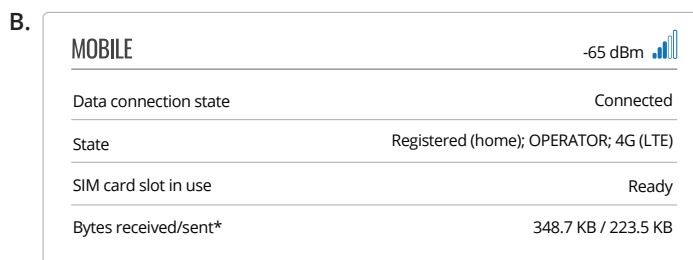 B.
MOBILE -65 dBm
Data connection state Connected
State Registered (home); OPERATOR; 4G (LTE)
SIM card slot in use Ready
Bytes received/sent* 348.7 KB / 223.5 KB